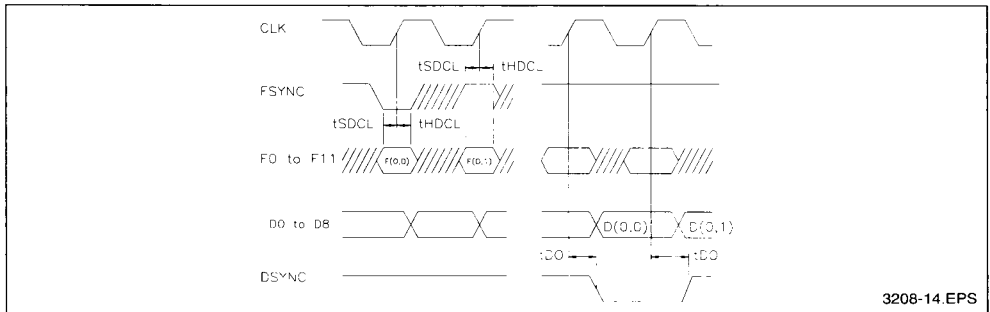 CLK
tSDCL tHDCL
FSYNC
tSDCL tHDCL
F0 to F11 F(0,0) F(0,1)
D0 to D8 D(0,0) D(0,1)
tDO tDO
DSYNC
3208-14.EPS